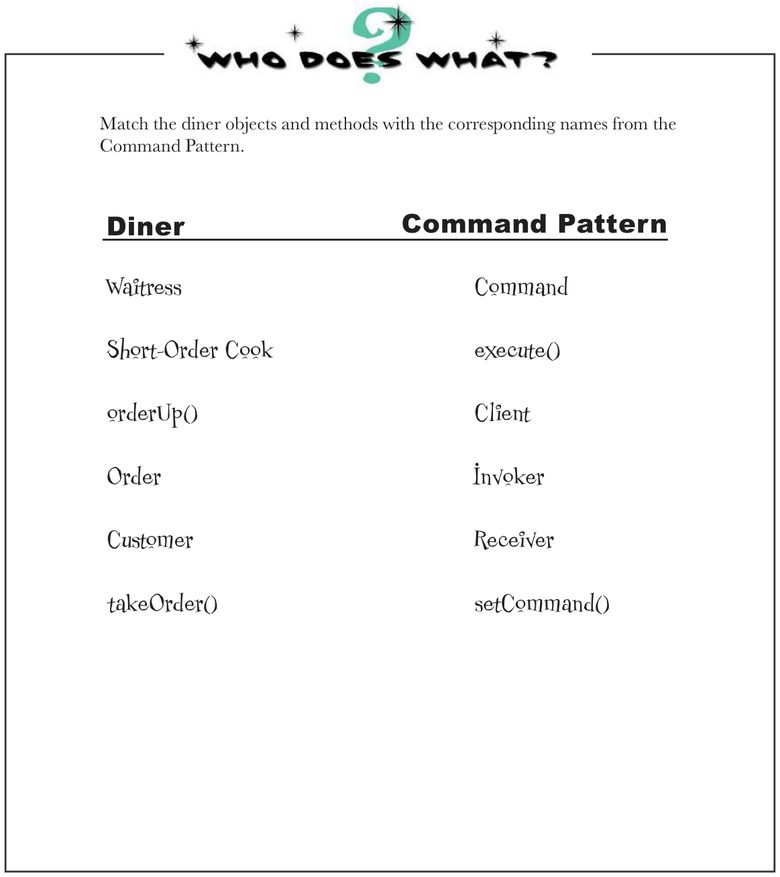 WHO DOES WHAT?
Match the diner objects and methods with the corresponding names from the
Command Pattern.
Diner Command Pattern
Waitress Command
Short-Order Cook execute()
orderUp() Client
Order Invoker
Customer Receiver
takeOrder() setCommand()